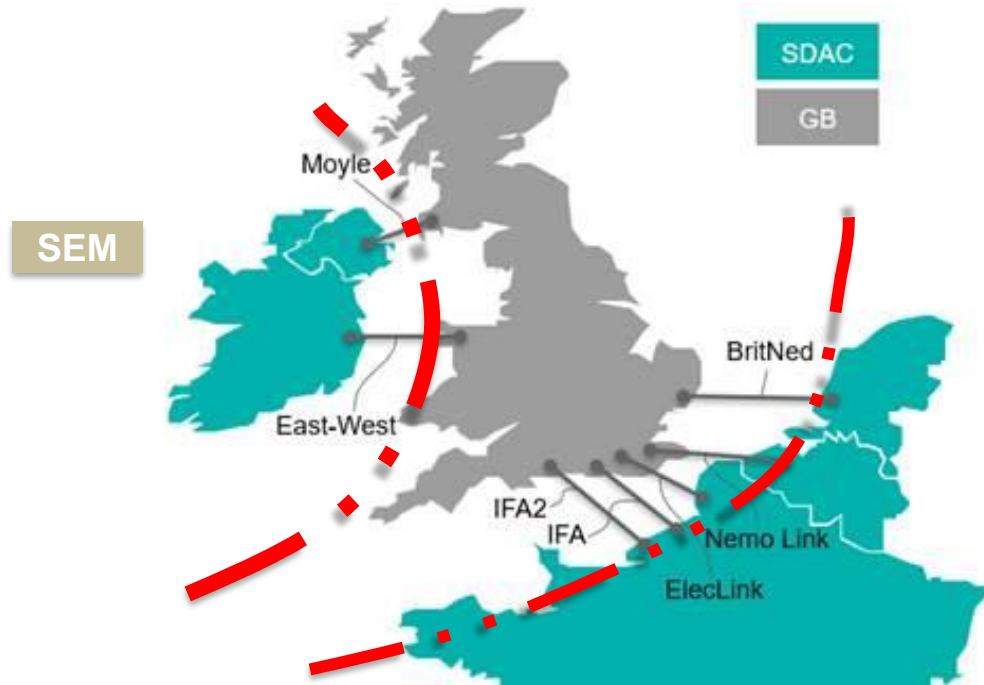 SDAC
GB
Moyle
SEM
BritNed
East-West
IFA2
IFA
Nemo Link
ElecLink